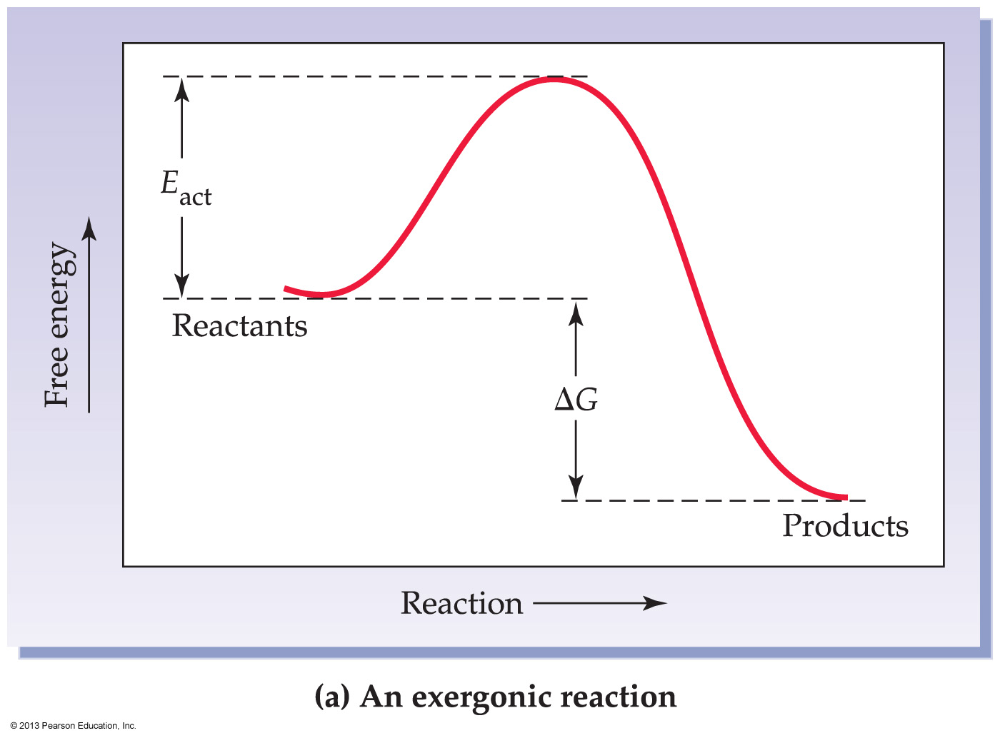 E_act
Reactants
Free energy
ΔG
Products
Reaction
(a) An exergonic reaction
© 2013 Pearson Education, Inc.